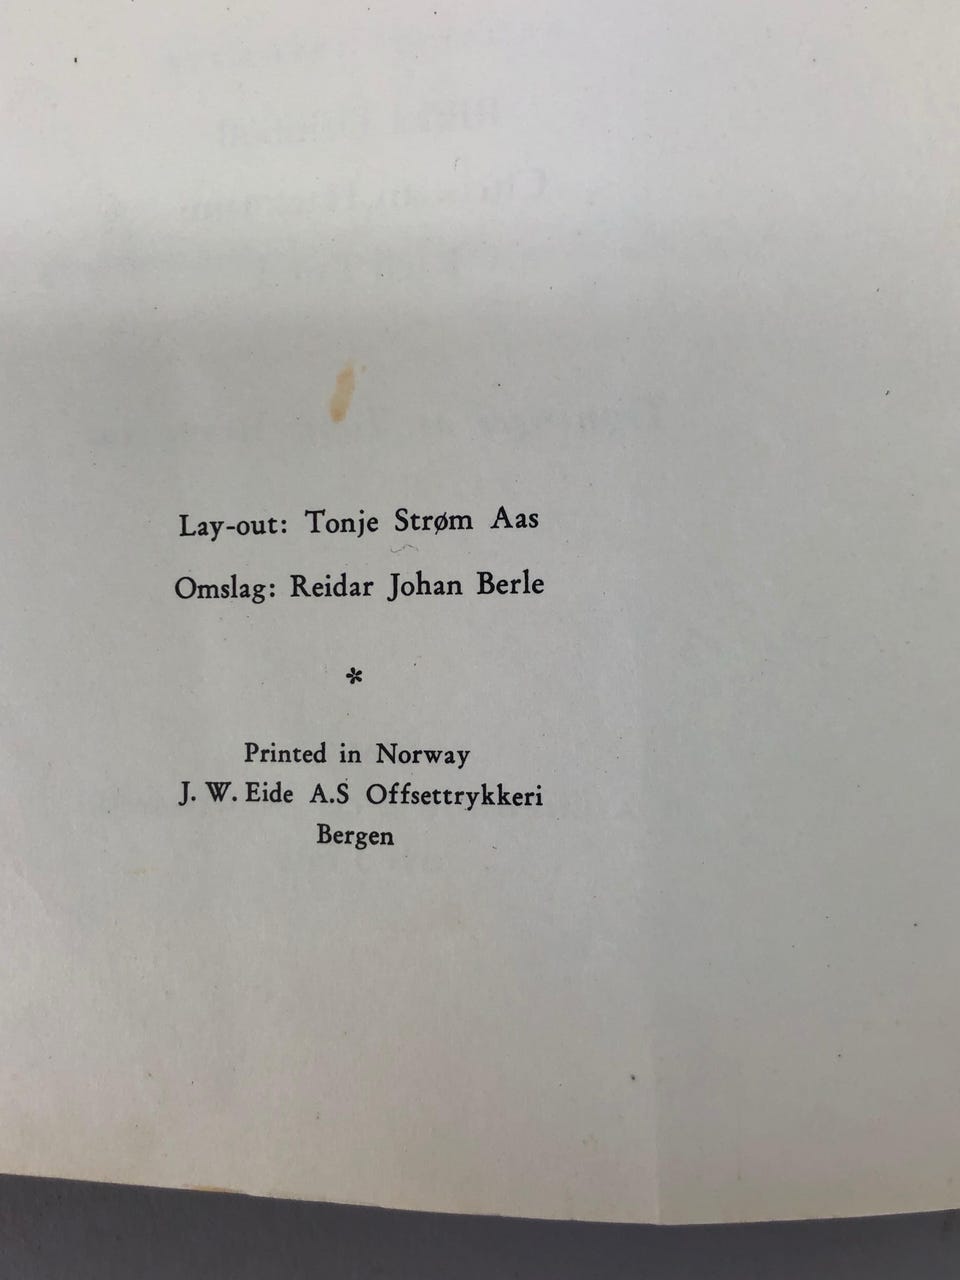 Lay-out: Tonje Strøm Aas
Omslag: Reidar Johan Berle
*
Printed in Norway
J. W. Eide A.S Offsettrykkeri
Bergen